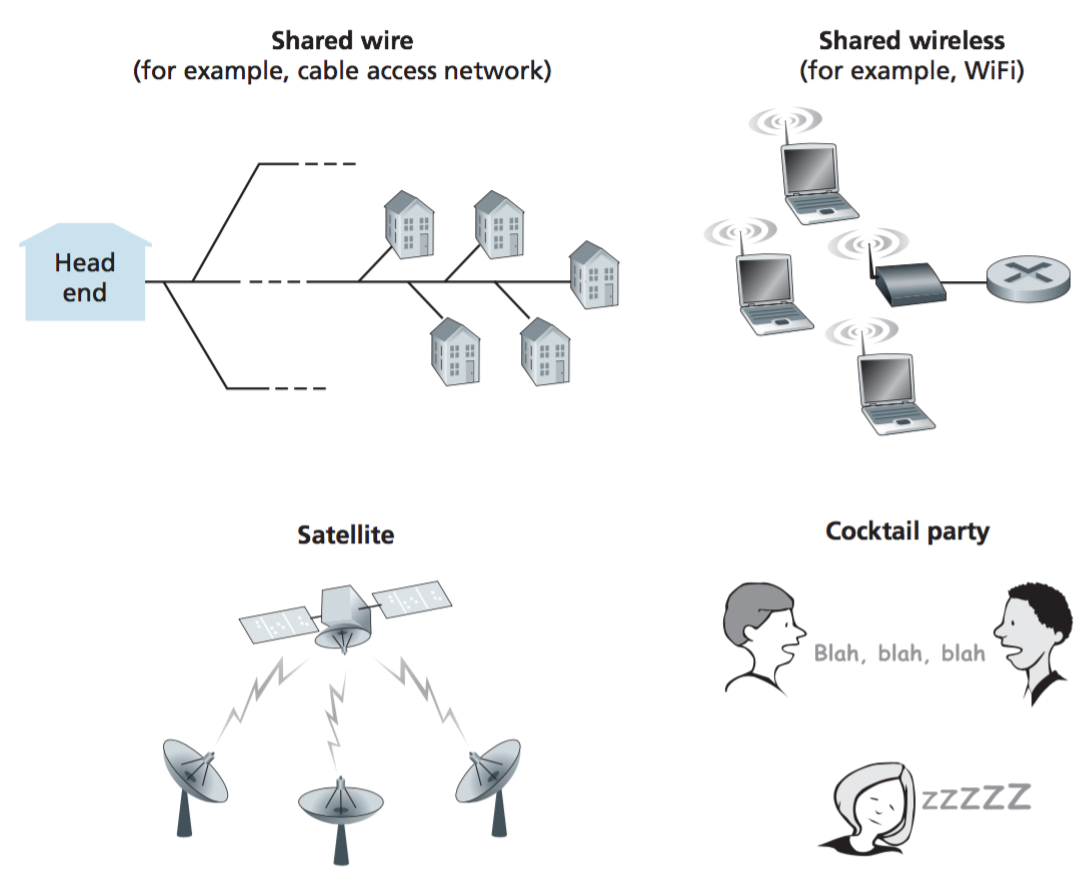 Shared wire
(for example, cable access network)
Shared wireless
(for example, WiFi)
Head
end
Satellite
Cocktail party
Blah, blah, blah
zzzzz